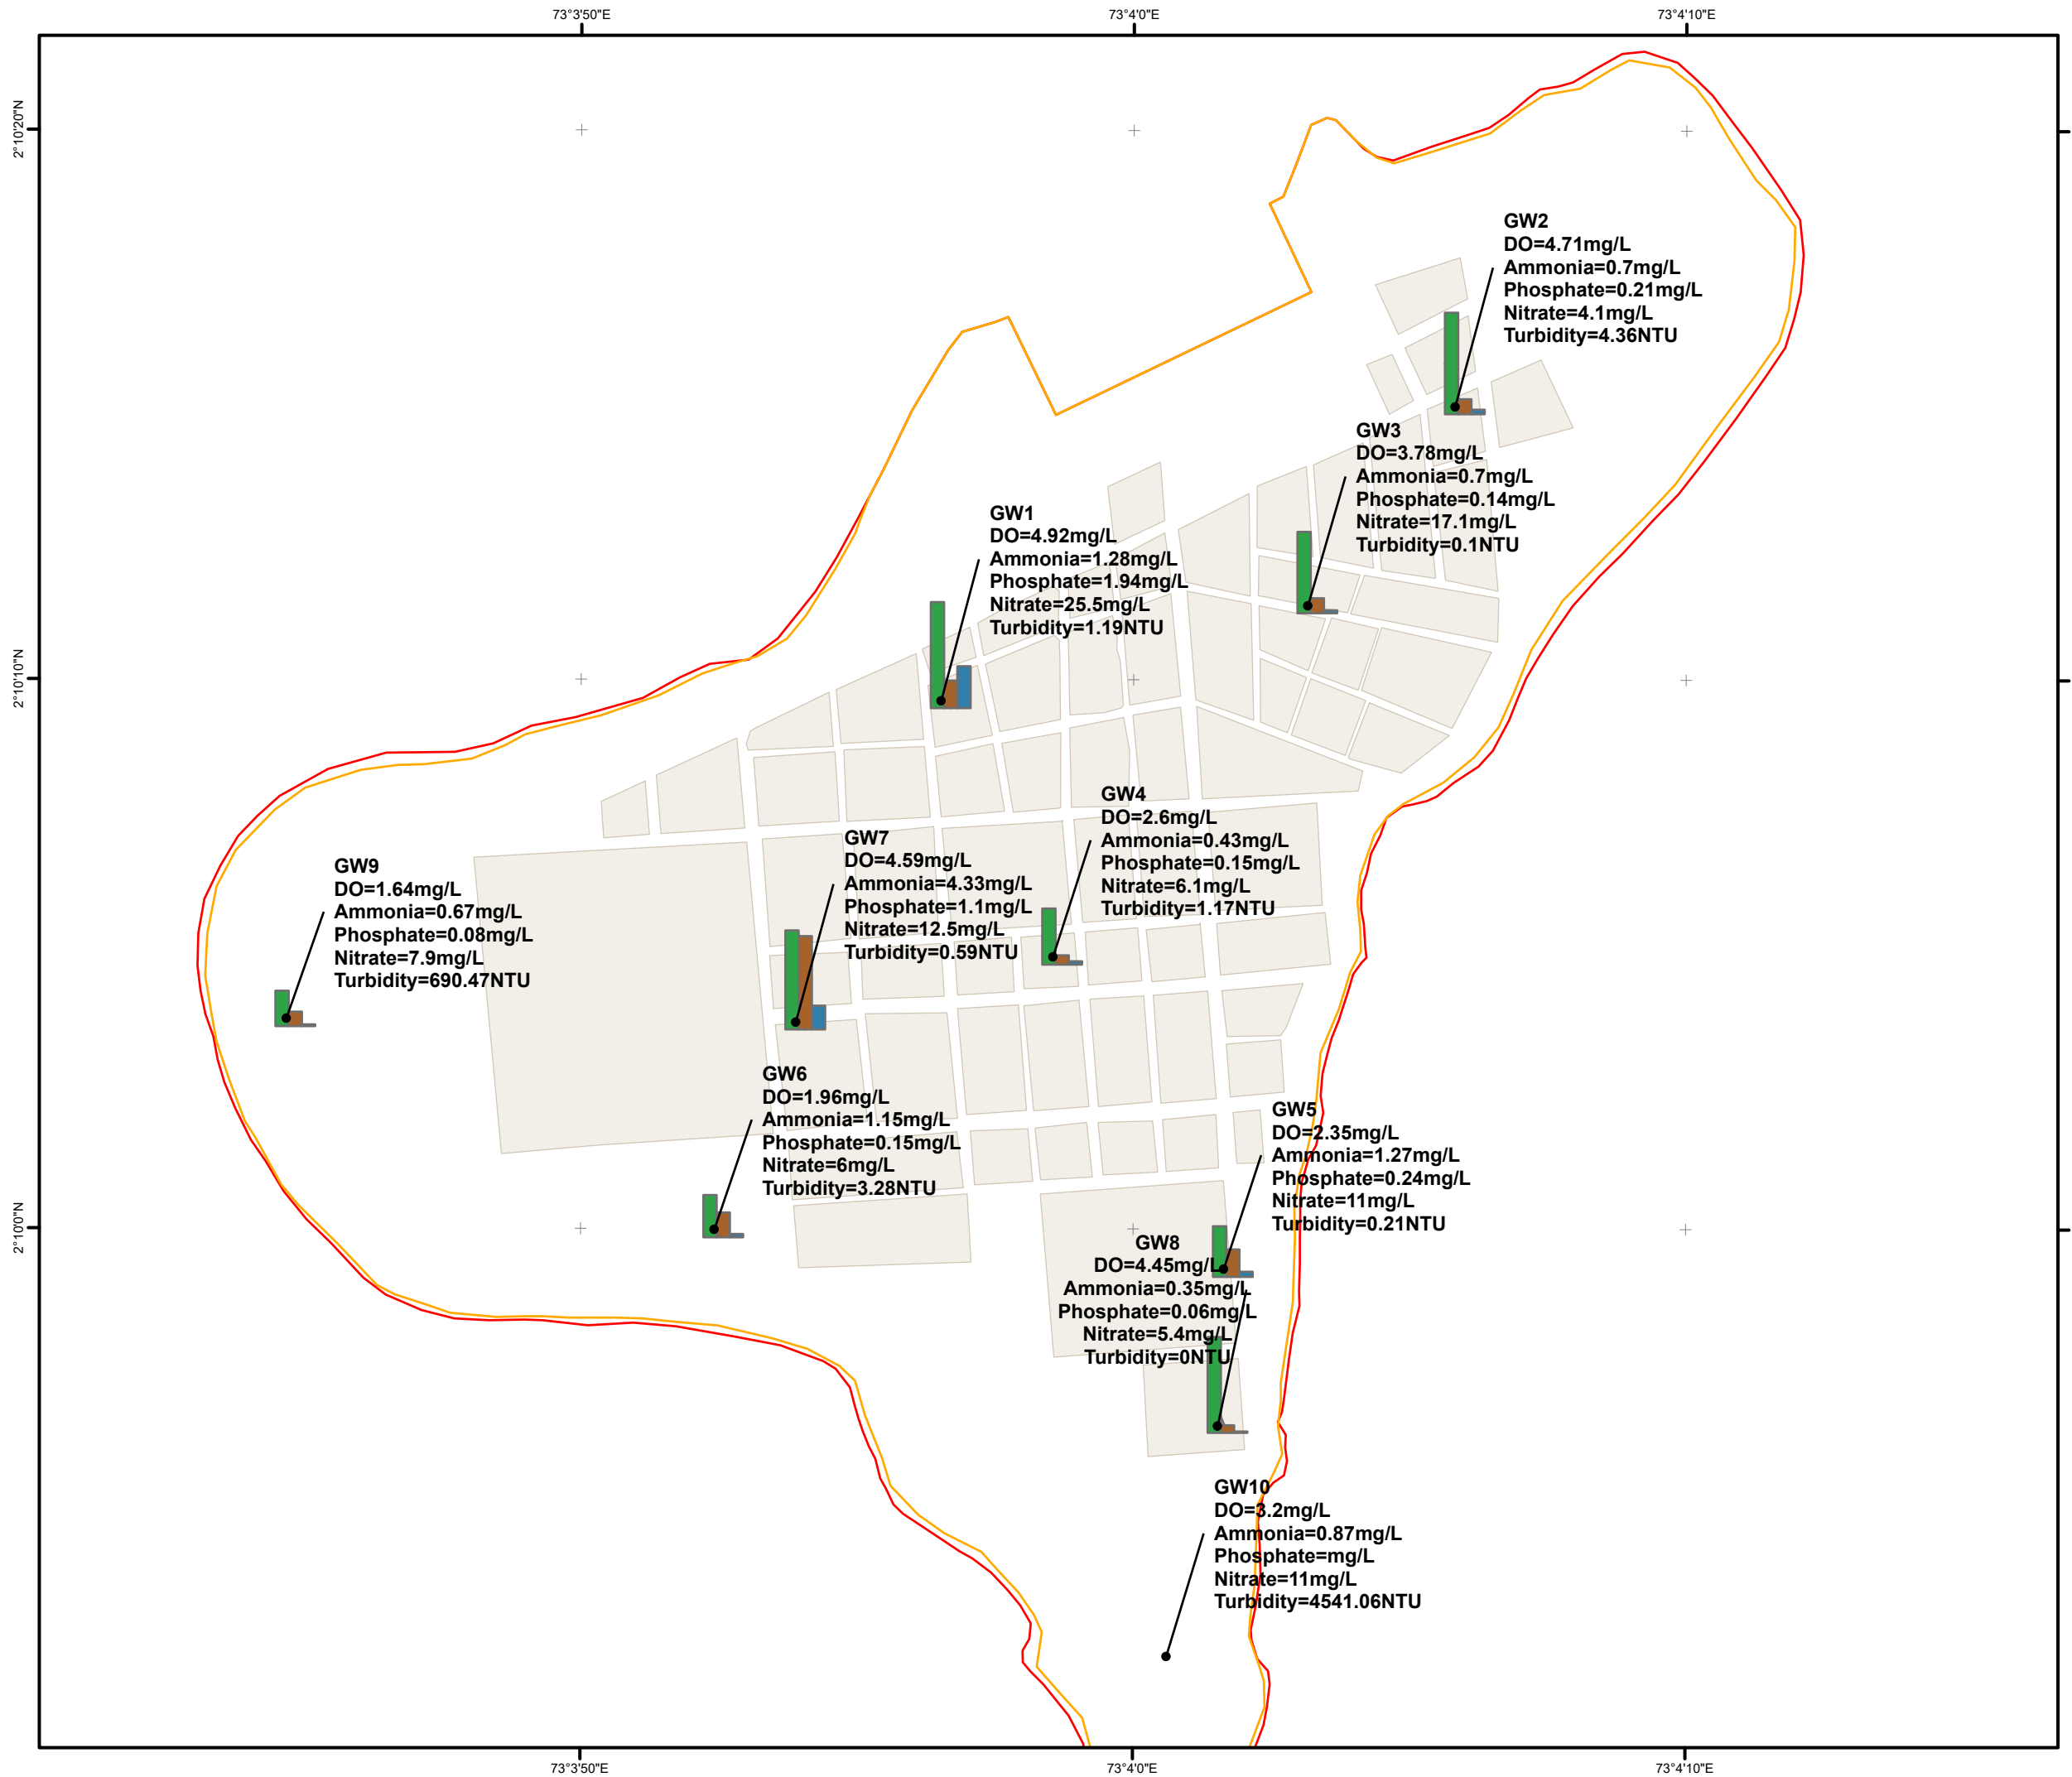 73°3'50"E
73°4'0"E
73°4'10"E
2°10'20"N
2°10'10"N
2°10'0"N
GW2
DO=4.71mg/L
Ammonia=0.7mg/L
Phosphate=0.21mg/L
Nitrate=4.1mg/L
Turbidity=4.36NTU
GW3
DO=3.78mg/L
Ammonia=0.7mg/L
Phosphate=0.14mg/L
Nitrate=17.1mg/L
Turbidity=0.1NTU
GW1
DO=4.92mg/L
Ammonia=1.28mg/L
Phosphate=1.94mg/L
Nitrate=25.5mg/L
Turbidity=1.19NTU
GW4
DO=2.6mg/L
Ammonia=0.43mg/L
Phosphate=0.15mg/L
Nitrate=6.1mg/L
Turbidity=1.17NTU
GW7
DO=4.59mg/L
Ammonia=4.33mg/L
Phosphate=1.1mg/L
Nitrate=12.5mg/L
Turbidity=0.59NTU
GW9
DO=1.64mg/L
Ammonia=0.67mg/L
Phosphate=0.08mg/L
Nitrate=7.9mg/L
Turbidity=690.47NTU
GW6
DO=1.96mg/L
Ammonia=1.15mg/L
Phosphate=0.15mg/L
Nitrate=6mg/L
Turbidity=3.28NTU
GW5
DO=2.35mg/L
Ammonia=1.27mg/L
Phosphate=0.24mg/L
Nitrate=11mg/L
Turbidity=0.21NTU
GW8
DO=4.45mg/L
Ammonia=0.35mg/L
Phosphate=0.06mg/L
Nitrate=5.4mg/L
Turbidity=0NTU
GW10
DO=3.2mg/L
Ammonia=0.87mg/L
Phosphate=mg/L
Nitrate=11mg/L
Turbidity=4541.06NTU
73°3'50"E
73°4'0"E
73°4'10"E